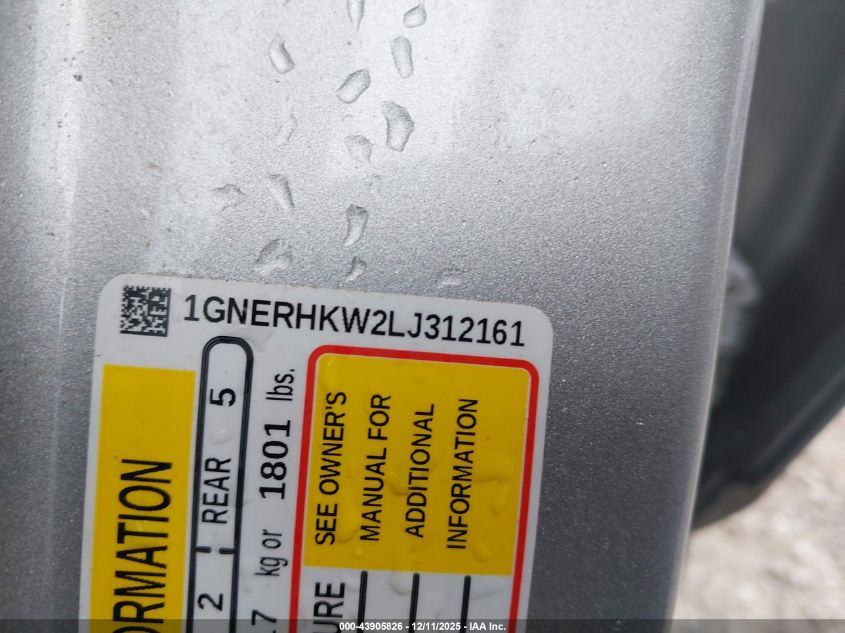 1GNERHKW2LJ312161
ORMATION
2 REAR 5
kg or 1801 lbs.
SEE OWNER'S
MANUAL FOR
ADDITIONAL
INFORMATION
000-43905826 - 12/11/2025 - IAA Inc.